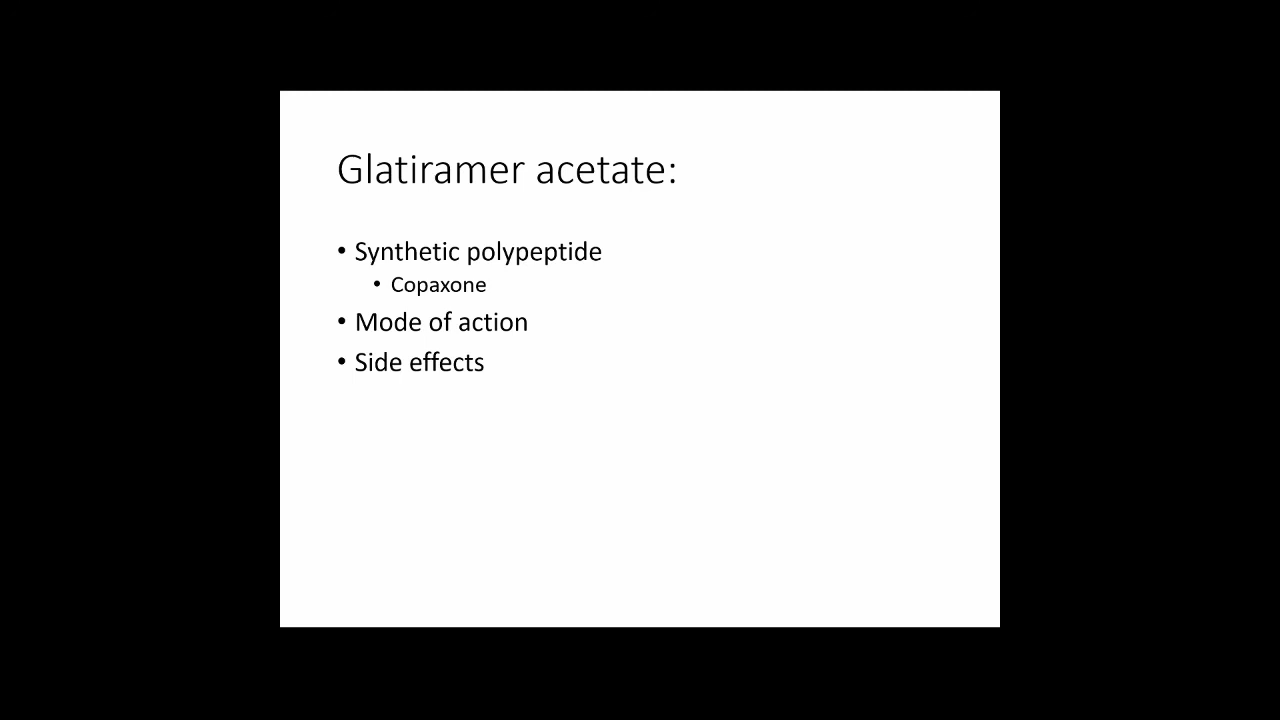 Glatiramer acetate:
• Synthetic polypeptide
• Copaxone
• Mode of action
• Side effects